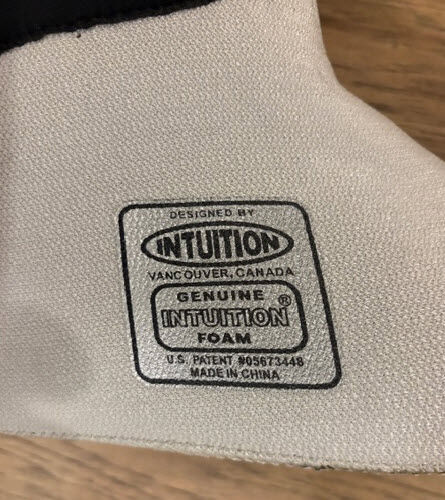 DESIGNED BY
INTUITION
VANCOUVER, CANADA
GENUINE
INTUITION®
FOAM
U.S. PATENT #05673448
MADE IN CHINA